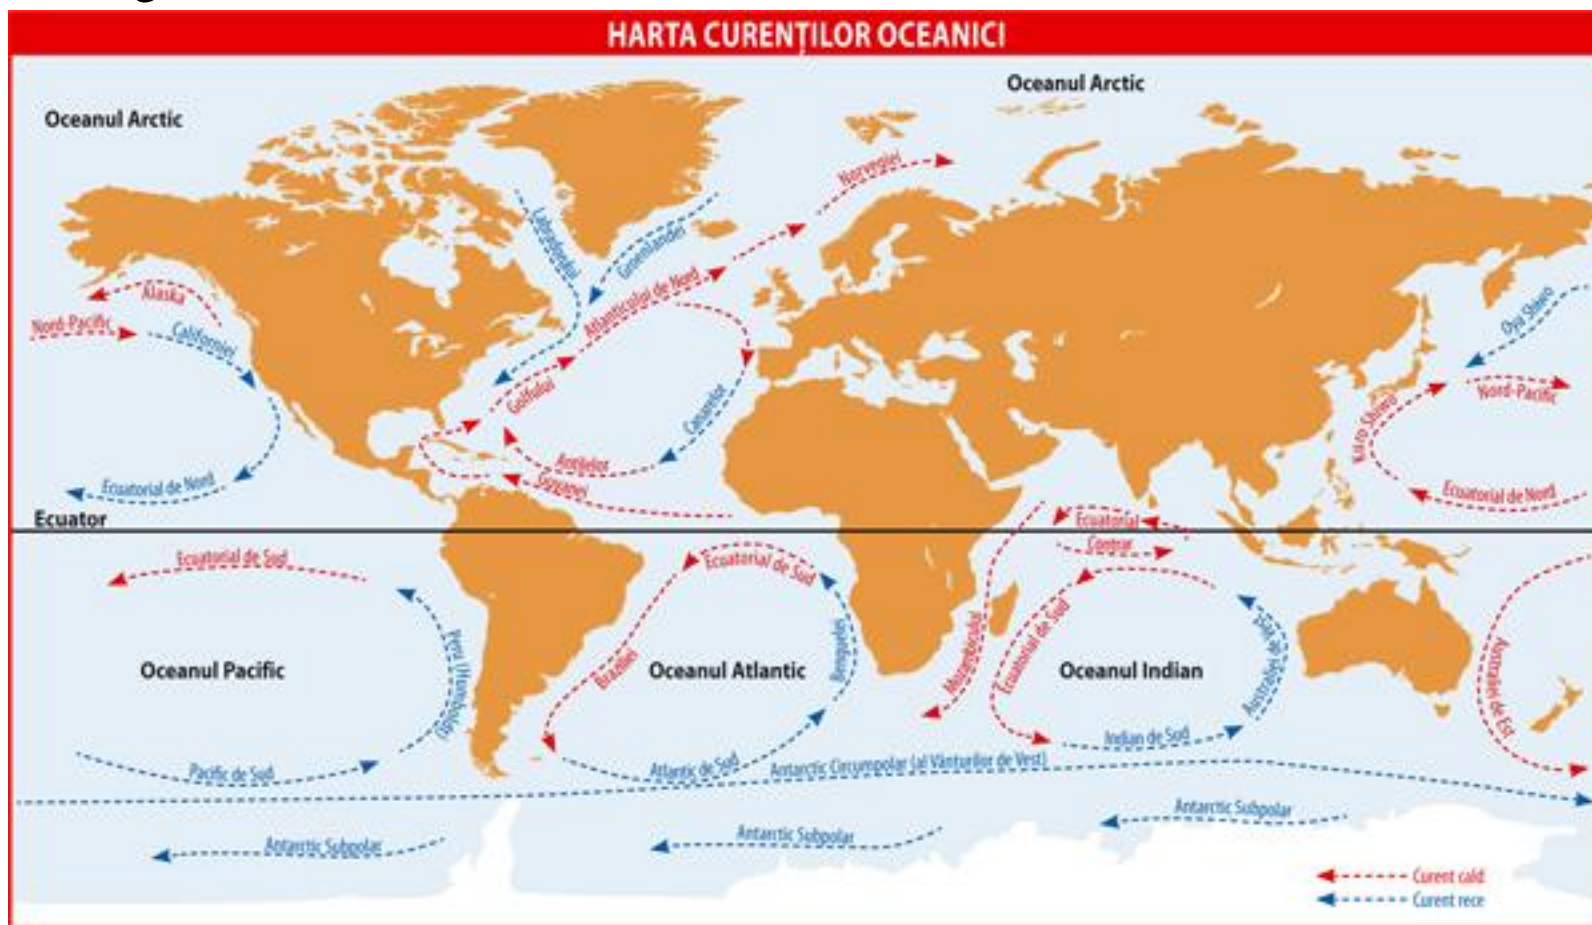 HARTA CURENȚILOR OCEANICI
Oceanul Arctic
Oceanul Arctic
Norvegiei
Labradorului
Groenlandei
Atlanticului de Nord
Alaska
Nord-Pacific
Californiei
Oya Shiwo
Golfului
Canarelor
Nord-Pacific
Kuro Shiwo
Antilelor
Guyanei
Ecuatorial de Nord
Ecuatorial de Nord
Ecuator
Ecuatorial
Contrar
Ecuatorial de Sud
Ecuatorial de Sud
Peru (Humboldt)
Benguelei
Mozambicului
Ecuatorial de Sud
Australiei de Vest
Australiei de Est
Braziliei
Oceanul Pacific
Oceanul Atlantic
Oceanul Indian
Indian de Sud
Pacific de Sud
Atlantic de Sud
Antarctic Circumpolar (al Vânturilor de Vest)
Antarctic Subpolar
Antarctic Subpolar
Antarctic Subpolar
Curent cald
Curent rece